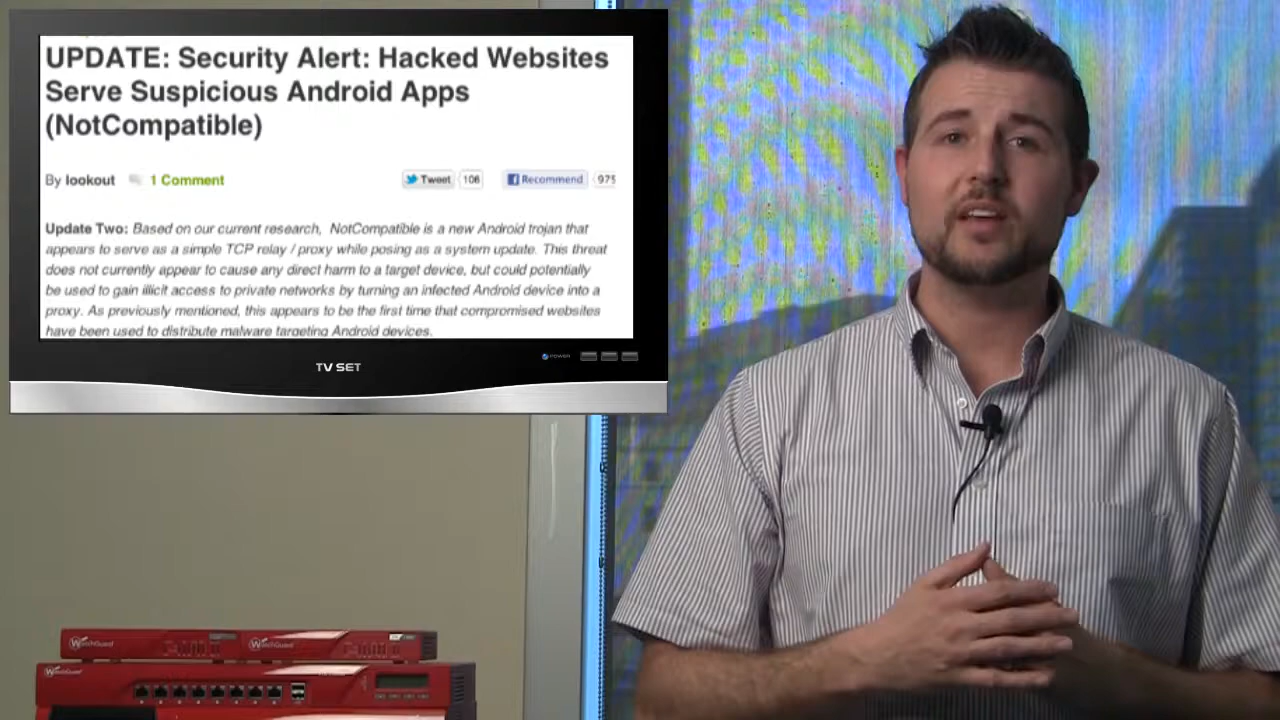 UPDATE: Security Alert: Hacked Websites
Serve Suspicious Android Apps
(NotCompatible)
By lookout 1 Comment Tweet 106 Recommend 975
Update Two: Based on our current research, NotCompatible is a new Android trojan that
appears to serve as a simple TCP relay / proxy while posing as a system update. This threat
does not currently appear to cause any direct harm to a target device, but could potentially
be used to gain illicit access to private networks by turning an infected Android device into a
proxy. As previously mentioned, this appears to be the first time that compromised websites
have been used to distribute malware targeting Android devices.
POWER
TV SET
WatchGuard WatchGuard
WatchGuard